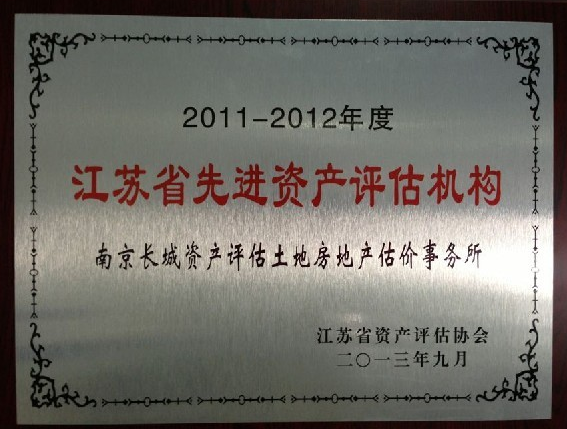 2011-2012年度
江苏省先进资产评估机构
南京长城资产评估土地房地产估价事务所
江苏省资产评估协会
二〇一三年九月